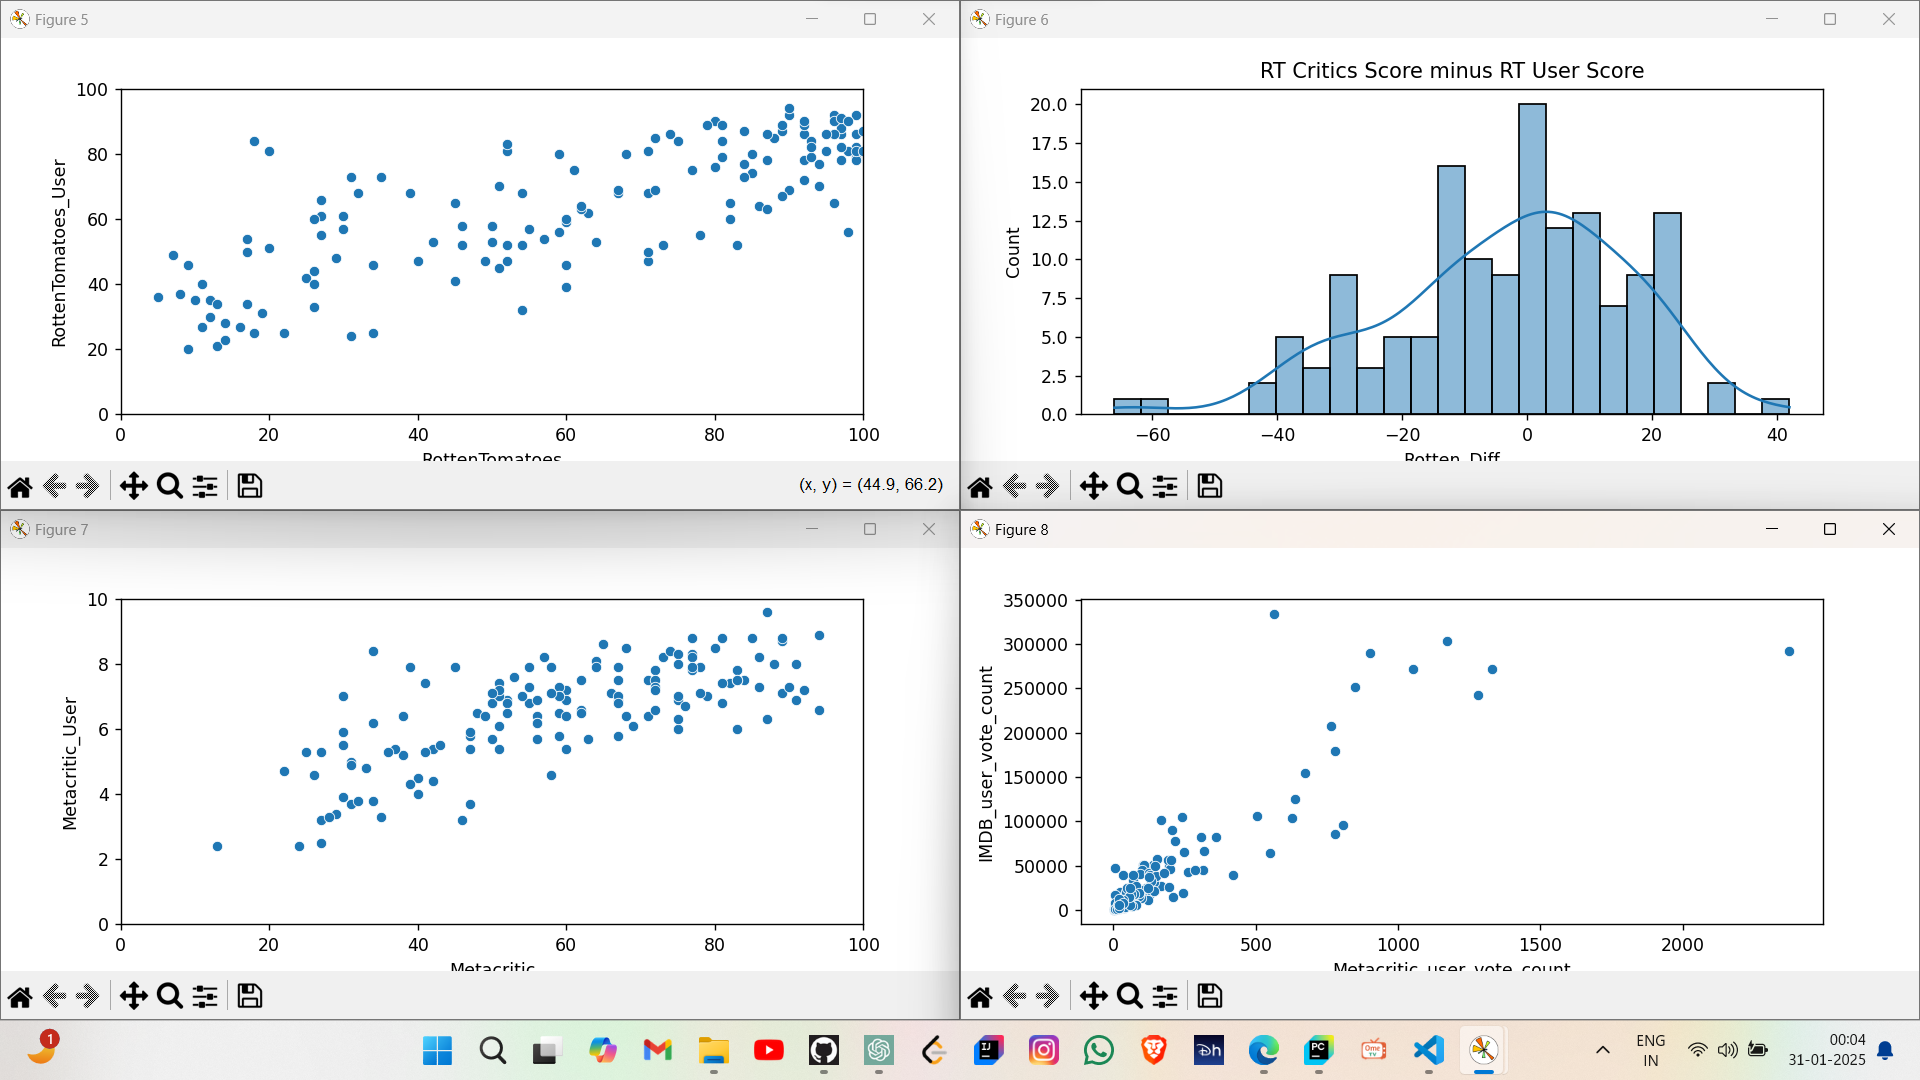 Figure 5
100
80
60
40
20
0
RottenTomatoes_User
0 20 40 60 80 100
RottenTomatoes
(x, y) = (44.9, 66.2)
Figure 6
RT Critics Score minus RT User Score
20.0
17.5
15.0
12.5
10.0
7.5
5.0
2.5
0.0
Count
−60 −40 −20 0 20 40
Rotten_Diff
Figure 7
10
8
6
4
2
0
Metacritic_User
0 20 40 60 80 100
Metacritic
Figure 8
350000
300000
250000
200000
150000
100000
50000
0
IMDB_user_vote_count
0 500 1000 1500 2000
Metacritic_user_vote_count
1
IJ
Dh
PC
Ome
TV
ENG
IN
00:04
31-01-2025